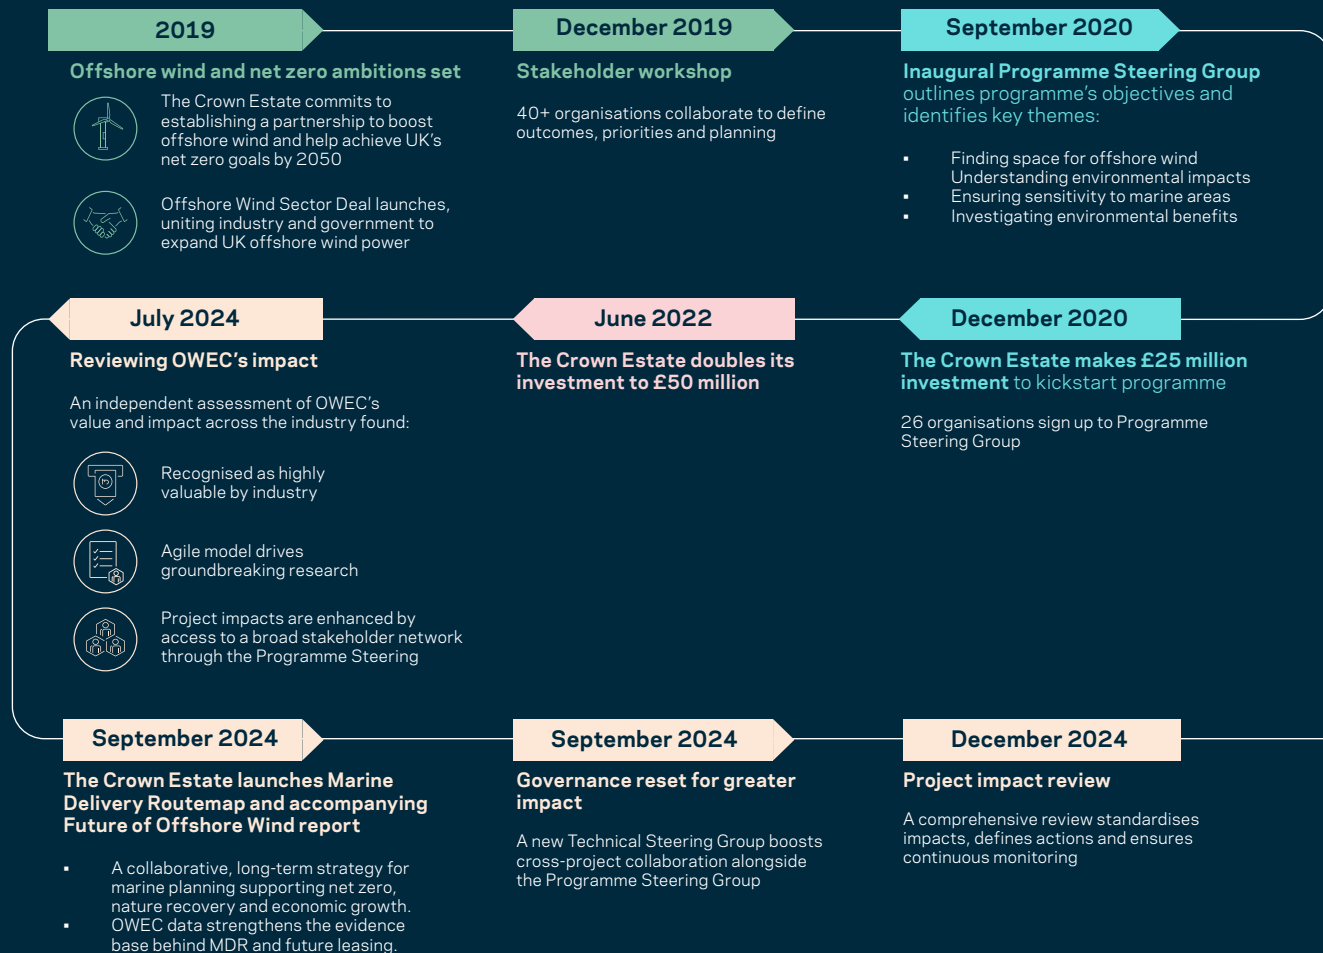 2019
Offshore wind and net zero ambitions set
The Crown Estate commits to
establishing a partnership to boost
offshore wind and help achieve UK's
net zero goals by 2050
Offshore Wind Sector Deal launches,
uniting industry and government to
expand UK offshore wind power
December 2019
Stakeholder workshop
40+ organisations collaborate to define
outcomes, priorities and planning
September 2020
Inaugural Programme Steering Group
outlines programme's objectives and
identifies key themes:
▪ Finding space for offshore wind
Understanding environmental impacts
▪ Ensuring sensitivity to marine areas
▪ Investigating environmental benefits
December 2020
The Crown Estate makes £25 million
investment to kickstart programme
26 organisations sign up to Programme
Steering Group
June 2022
The Crown Estate doubles its
investment to £50 million
July 2024
Reviewing OWEC's impact
An independent assessment of OWEC's
value and impact across the industry found:
Recognised as highly
valuable by industry
Agile model drives
groundbreaking research
Project impacts are enhanced by
access to a broad stakeholder network
through the Programme Steering
September 2024
The Crown Estate launches Marine
Delivery Routemap and accompanying
Future of Offshore Wind report
▪ A collaborative, long-term strategy for
marine planning supporting net zero,
nature recovery and economic growth.
▪ OWEC data strengthens the evidence
base behind MDR and future leasing.
September 2024
Governance reset for greater
impact
A new Technical Steering Group boosts
cross-project collaboration alongside
the Programme Steering Group
December 2024
Project impact review
A comprehensive review standardises
impacts, defines actions and ensures
continuous monitoring